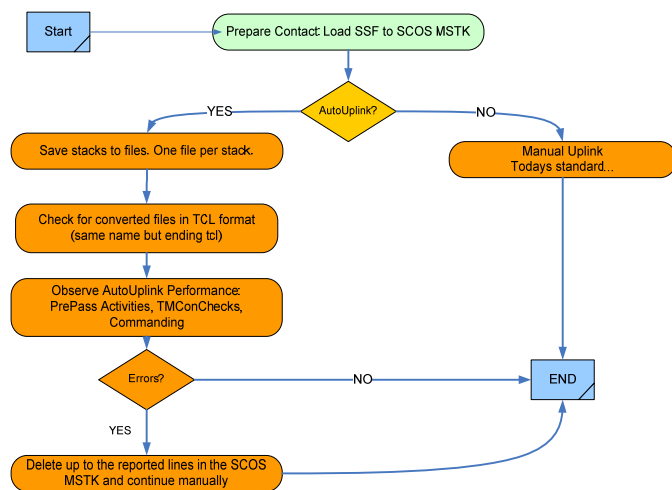 Start
Prepare Contact: Load SSF to SCOS MSTK
AutoUplink?
YES
NO
Save stacks to files. One file per stack.
Manual Uplink
Todays standard...
Check for converted files in TCL format
(same name but ending tcl)
Observe AutoUplink Performance:
PrePass Activities, TMConChecks,
Commanding
Errors?
NO
END
YES
Delete up to the reported lines in the SCOS
MSTK and continue manually